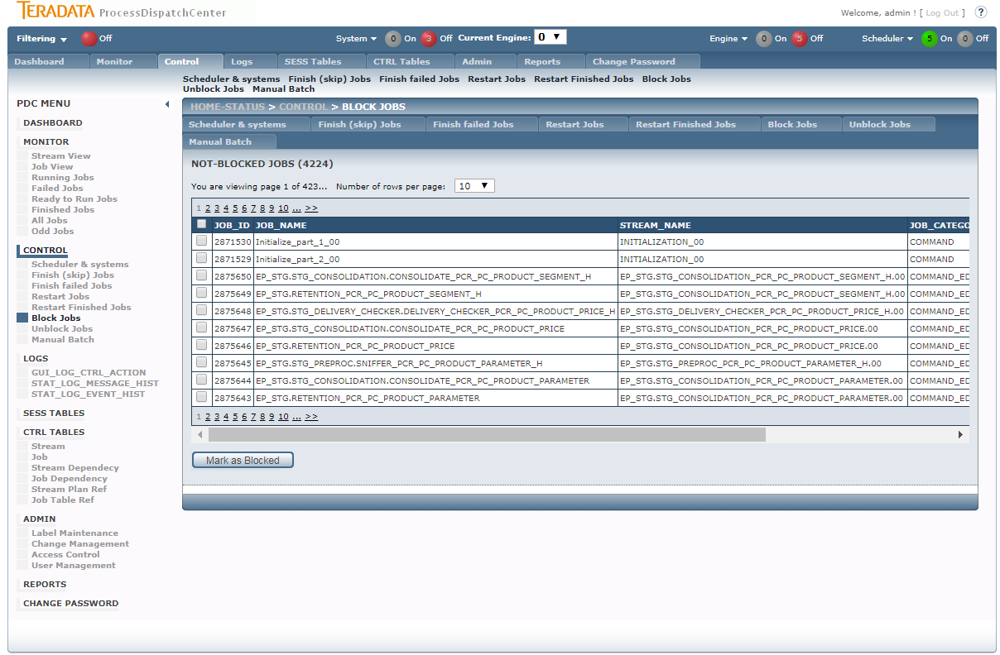 TERADATA ProcessDispatchCenter
Welcome, admin ! [ Log Out ] ?
Filtering Off System 0 On 3 Off Current Engine: 0 Engine 0 On 5 Off Scheduler 5 On 0 Off
Dashboard Monitor Control Logs SESS Tables CTRL Tables Admin Reports Change Password
Scheduler & systems Finish (skip) Jobs Finish failed Jobs Restart Jobs Restart Finished Jobs Block Jobs
Unblock Jobs Manual Batch
PDC MENU
DASHBOARD
MONITOR
Stream View
Job View
Running Jobs
Failed Jobs
Ready to Run Jobs
Finished Jobs
All Jobs
Odd Jobs
CONTROL
Scheduler & systems
Finish (skip) Jobs
Finish failed Jobs
Restart Jobs
Restart Finished Jobs
Block Jobs
Unblock Jobs
Manual Batch
LOGS
GUI_LOG_CTRL_ACTION
STAT_LOG_MESSAGE_HIST
STAT_LOG_EVENT_HIST
SESS TABLES
CTRL TABLES
Stream
Job
Stream Dependecy
Job Dependency
Stream Plan Ref
Job Table Ref
ADMIN
Label Maintenance
Change Management
Access Control
User Management
REPORTS
CHANGE PASSWORD
HOME-STATUS > CONTROL > BLOCK JOBS
Scheduler & systems Finish (skip) Jobs Finish failed Jobs Restart Jobs Restart Finished Jobs Block Jobs Unblock Jobs
Manual Batch
NOT-BLOCKED JOBS (4224)
You are viewing page 1 of 423... Number of rows per page: 10
1 2 3 4 5 6 7 8 9 10 ... >>
JOB_ID JOB_NAME STREAM_NAME JOB_CATEGO
2871530 Initialize_part_1_00 INITIALIZATION_00 COMMAND
2871529 Initialize_part_2_00 INITIALIZATION_00 COMMAND
2875650 EP_STG.STG_CONSOLIDATION.CONSOLIDATE_PCR_PC_PRODUCT_SEGMENT_H EP_STG.STG_CONSOLIDATION_PCR_PC_PRODUCT_SEGMENT_H.00 COMMAND_ED
2875649 EP_STG.RETENTION_PCR_PC_PRODUCT_SEGMENT_H EP_STG.STG_CONSOLIDATION_PCR_PC_PRODUCT_SEGMENT_H.00 COMMAND_ED
2875648 EP_STG.STG_DELIVERY_CHECKER.DELIVERY_CHECKER_PCR_PC_PRODUCT_PRICE_H EP_STG.STG_DELIVERY_CHECKER_PCR_PC_PRODUCT_PRICE_H.00 COMMAND_ED
2875647 EP_STG.STG_CONSOLIDATION.CONSOLIDATE_PCR_PC_PRODUCT_PRICE EP_STG.STG_CONSOLIDATION_PCR_PC_PRODUCT_PRICE.00 COMMAND_ED
2875646 EP_STG.RETENTION_PCR_PC_PRODUCT_PRICE EP_STG.STG_CONSOLIDATION_PCR_PC_PRODUCT_PRICE.00 COMMAND_ED
2875645 EP_STG.STG_PREPROC.SNIFFER_PCR_PC_PRODUCT_PARAMETER_H EP_STG.STG_PREPROC_PCR_PC_PRODUCT_PARAMETER_H.00 COMMAND_ED
2875644 EP_STG.STG_CONSOLIDATION.CONSOLIDATE_PCR_PC_PRODUCT_PARAMETER EP_STG.STG_CONSOLIDATION_PCR_PC_PRODUCT_PARAMETER.00 COMMAND_ED
2875643 EP_STG.RETENTION_PCR_PC_PRODUCT_PARAMETER EP_STG.STG_CONSOLIDATION_PCR_PC_PRODUCT_PARAMETER.00 COMMAND_ED
1 2 3 4 5 6 7 8 9 10 ... >>
Mark as Blocked